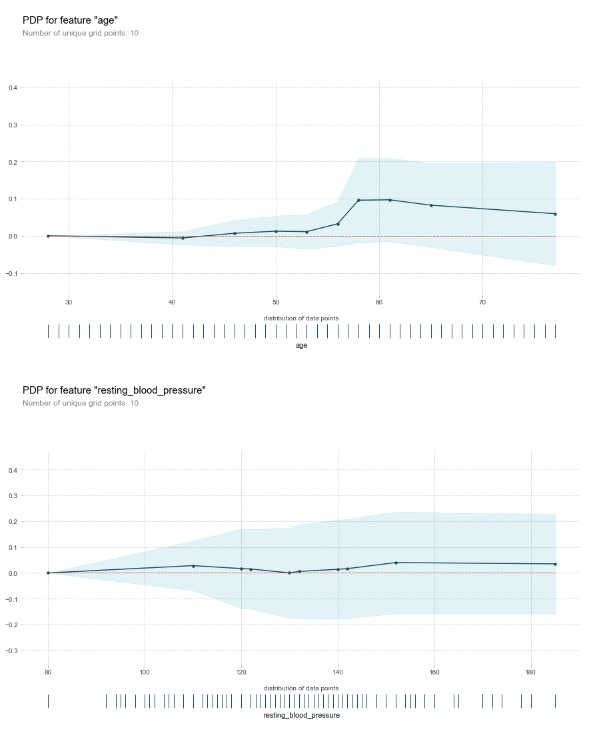 PDP for feature "age"
Number of unique grid points: 10
0.4
0.3
0.2
0.1
0.0
−0.1
30 40 50 60 70
distribution of data points
age
PDP for feature "resting_blood_pressure"
Number of unique grid points: 10
0.4
0.3
0.2
0.1
0.0
−0.1
−0.2
−0.3
80 100 120 140 160 180
distribution of data points
resting_blood_pressure